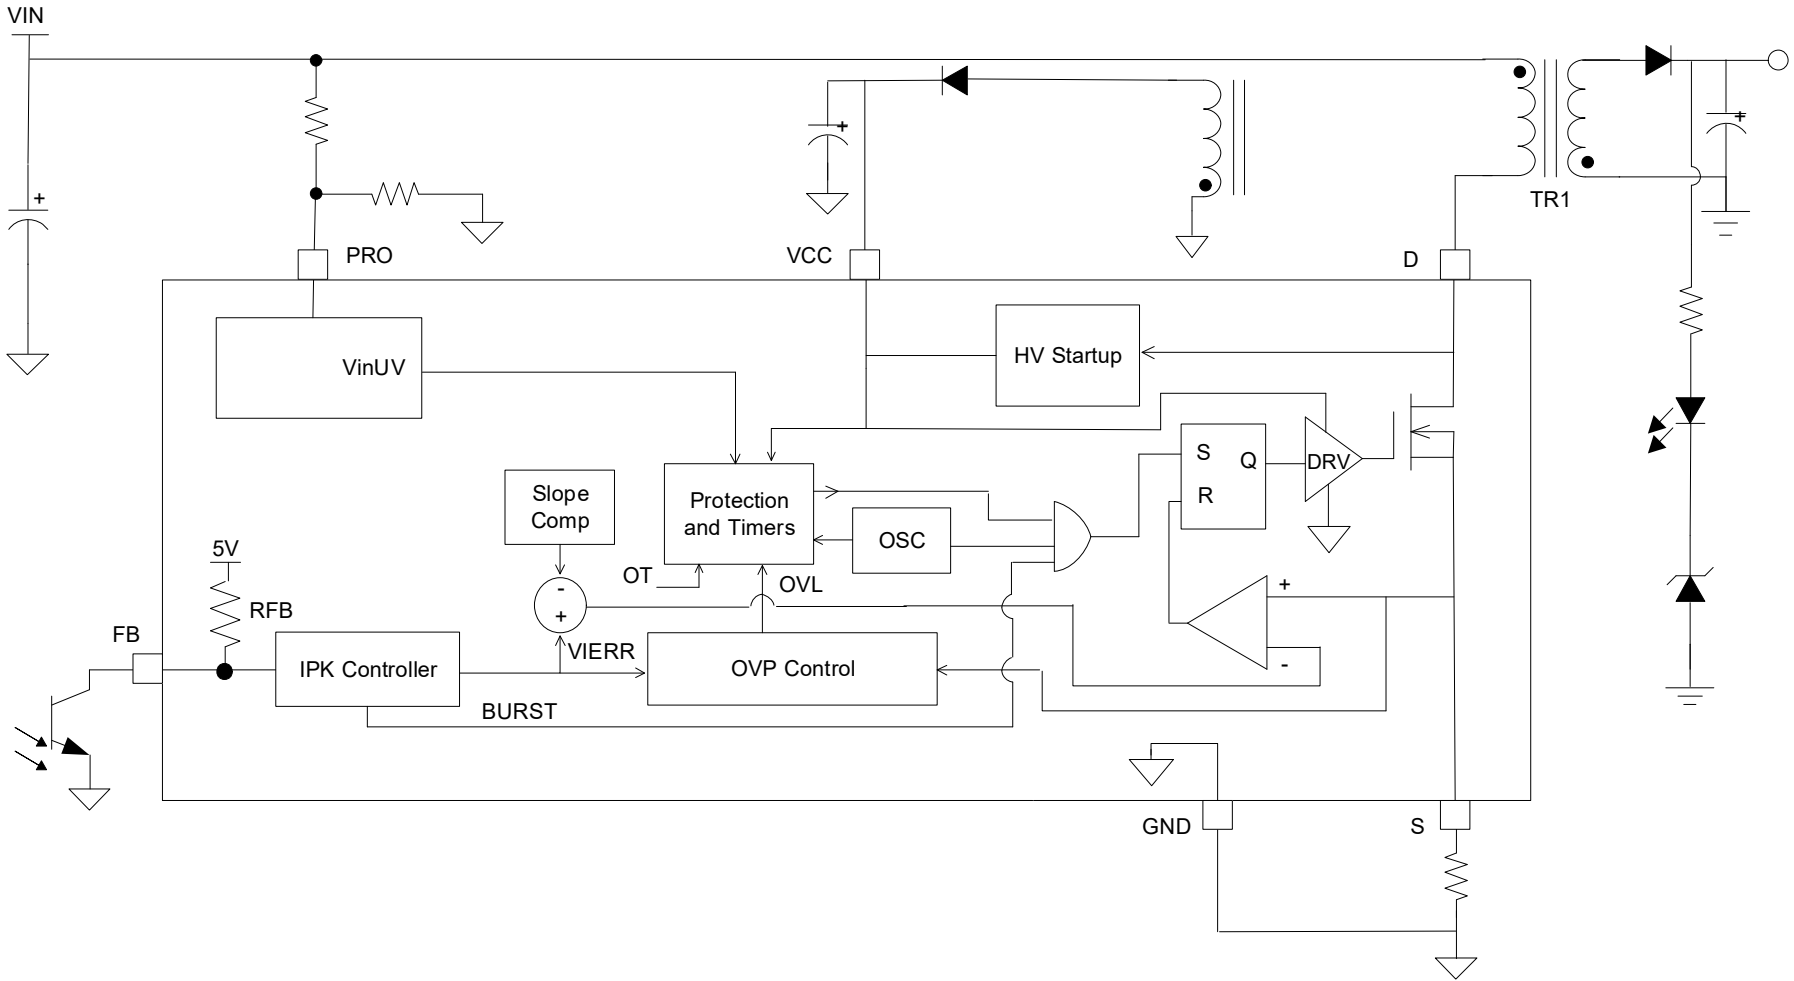 VIN
+
+
+
TR1
PRO
VCC
D
VinUV
HV Startup
Slope
Comp
Protection
and Timers
OSC
S
Q
R
DRV
5V
OT
OVL
-
+
+
-
RFB
FB
IPK Controller
VIERR
OVP Control
BURST
GND
S